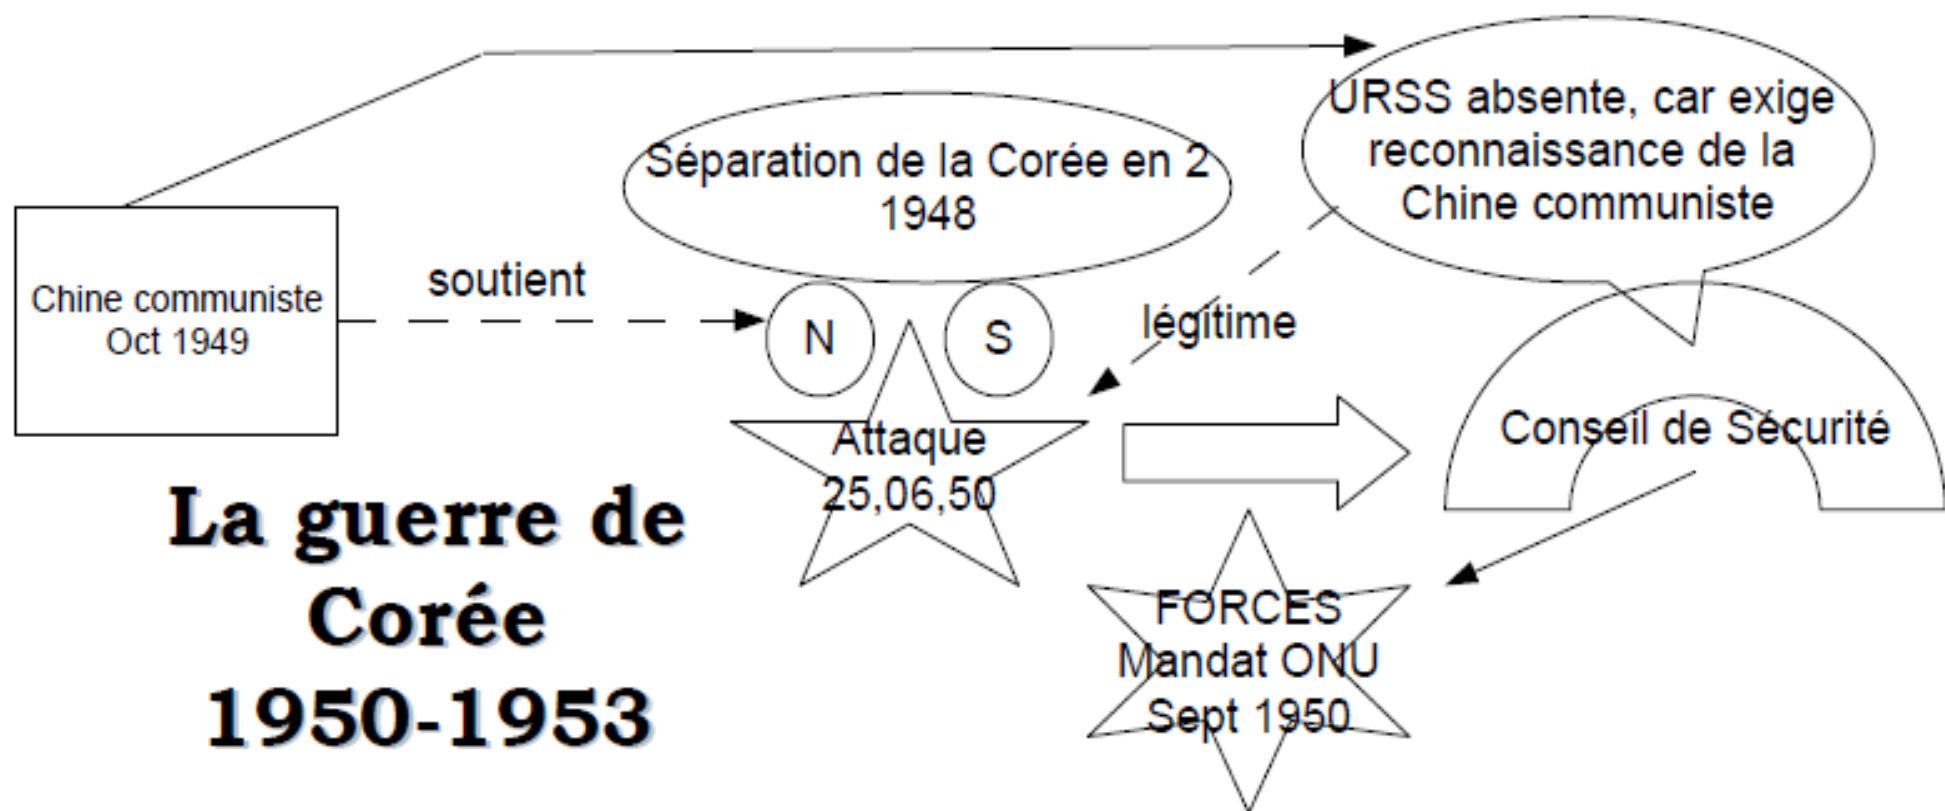 URSS absente, car exige
reconnaissance de la
Chine communiste
Séparation de la Corée en 2
1948
Chine communiste
Oct 1949
soutient
N
S
légitime
Attaque
25,06,50
Conseil de Sécurité
La guerre de
Corée
1950-1953
FORCES
Mandat ONU
Sept 1950